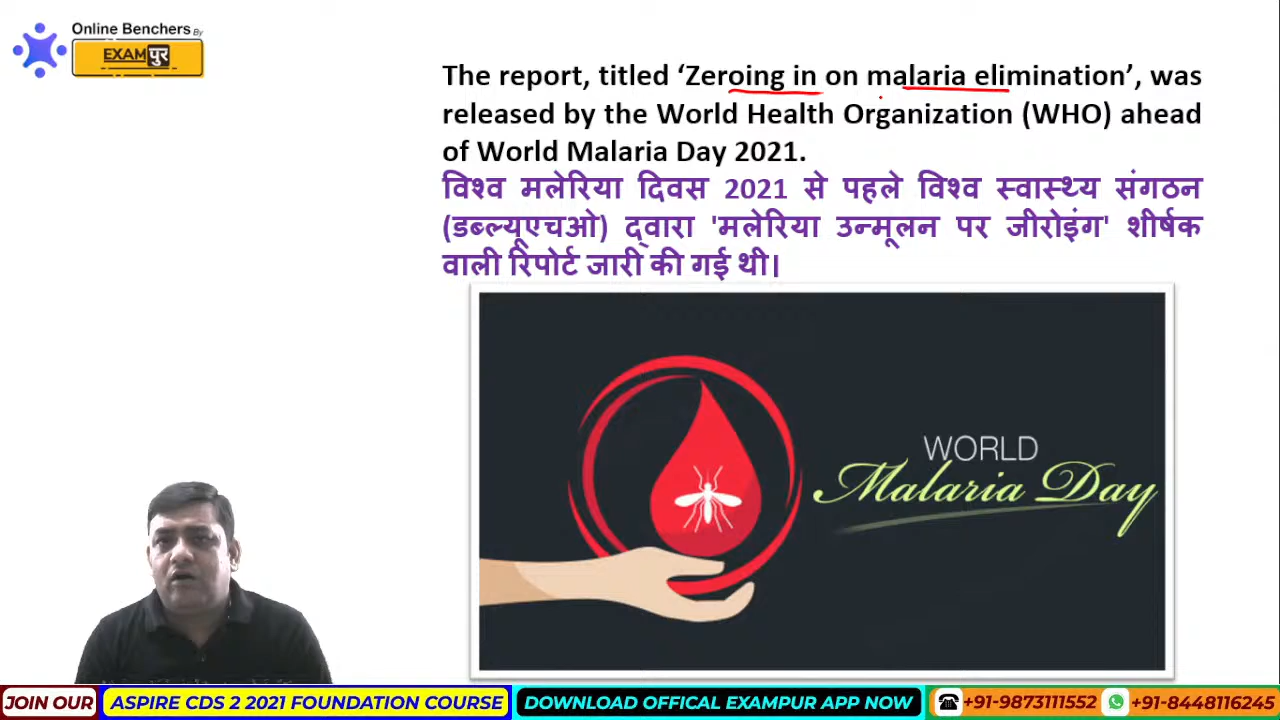 Online Benchers By
EXAMपुर
The report, titled ‘Zeroing in on malaria elimination’, was
released by the World Health Organization (WHO) ahead
of World Malaria Day 2021.
विश्व मलेरिया दिवस 2021 से पहले विश्व स्वास्थ्य संगठन
(डब्ल्यूएचओ) द्वारा 'मलेरिया उन्मूलन पर जीरोइंग' शीर्षक
वाली रिपोर्ट जारी की गई थी।
WORLD
Malaria Day
JOIN OUR ASPIRE CDS 2 2021 FOUNDATION COURSE DOWNLOAD OFFICAL EXAMPUR APP NOW +91-9873111552 +91-8448116245